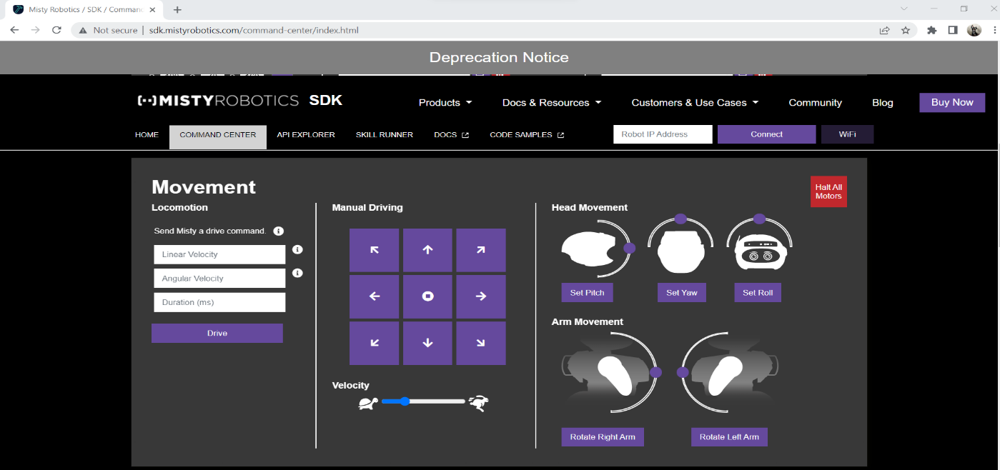 Misty Robotics / SDK / Comman
Not secure | sdk.mistyrobotics.com/command-center/index.html
Deprecation Notice
MISTYROBOTICS SDK
Products
Docs & Resources
Customers & Use Cases
Community
Blog
Buy Now
HOME
COMMAND CENTER
API EXPLORER
SKILL RUNNER
DOCS
CODE SAMPLES
Robot IP Address
Connect
WiFi
Movement
Halt All
Motors
Locomotion
Send Misty a drive command.
Linear Velocity
Angular Velocity
Duration (ms)
Drive
Manual Driving
Velocity
Head Movement
Set Pitch
Set Yaw
Set Roll
Arm Movement
Rotate Right Arm
Rotate Left Arm